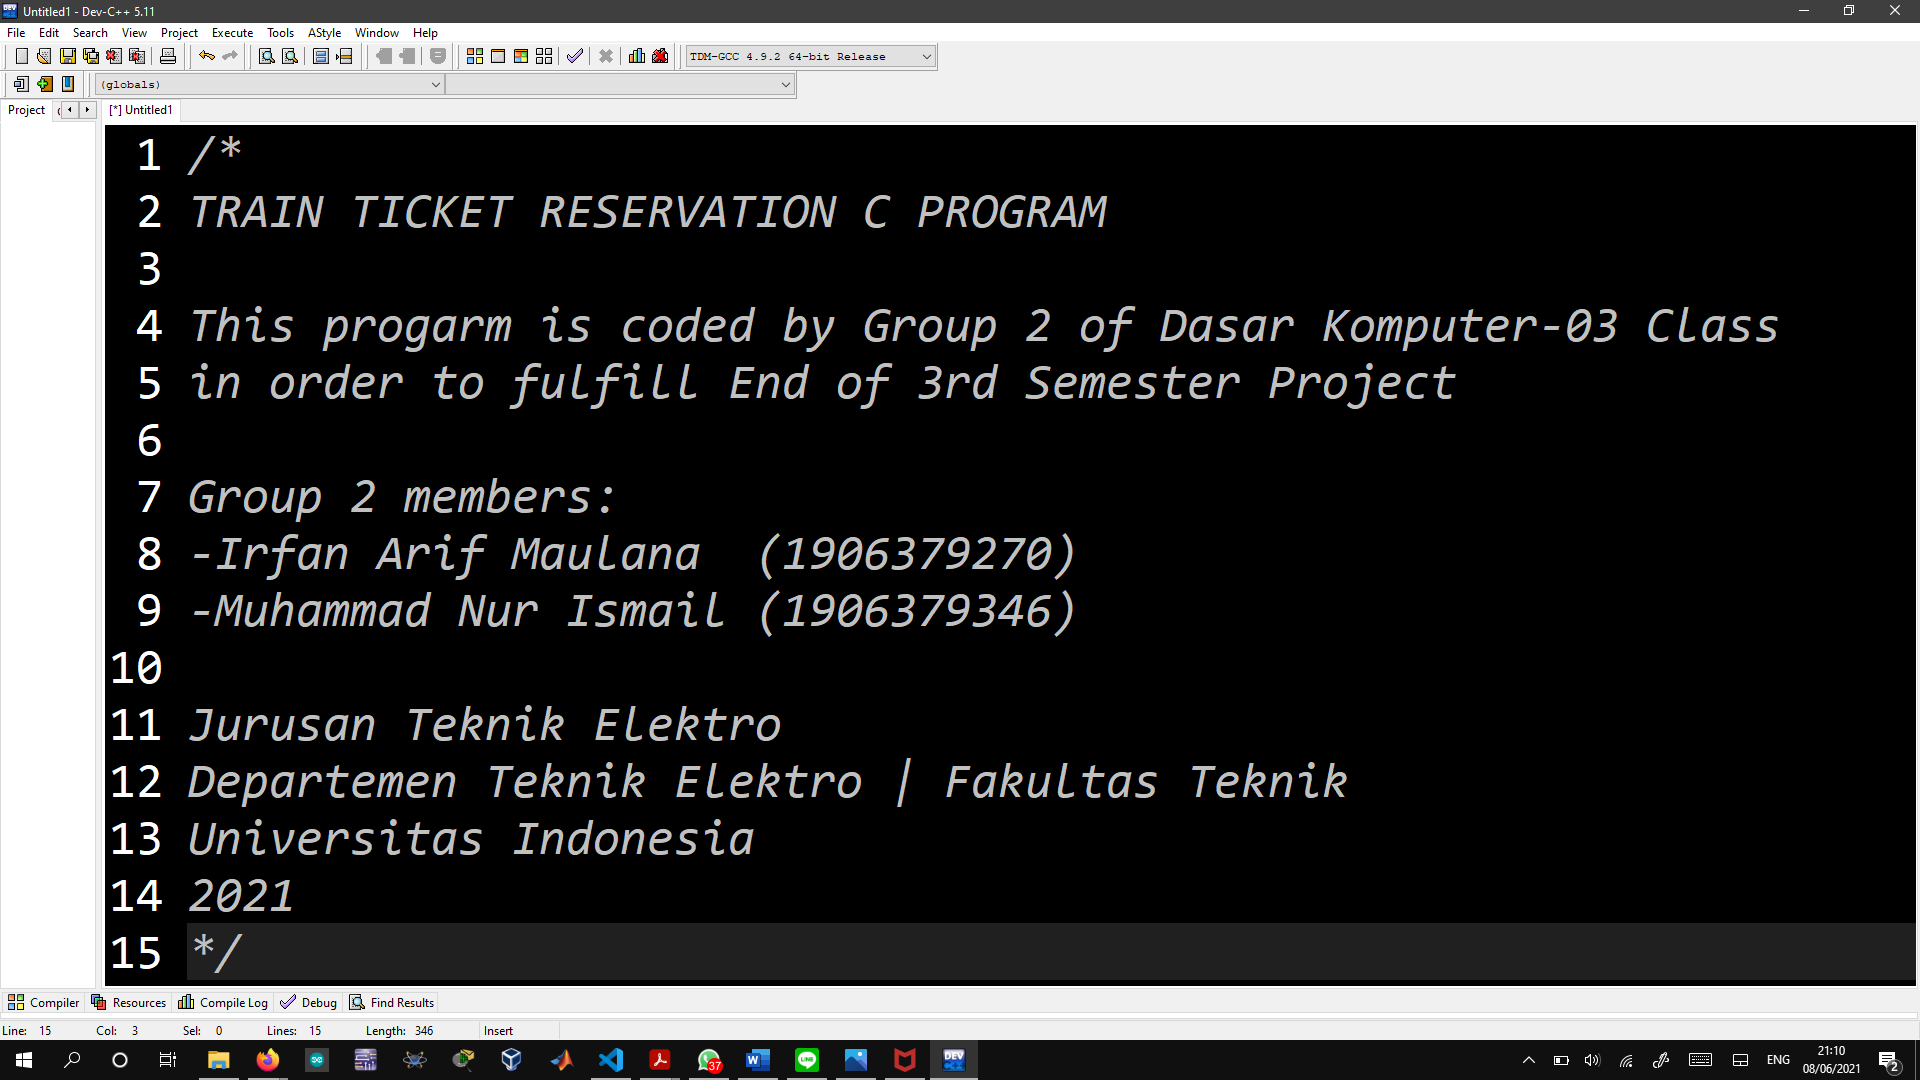 Untitled1 - Dev-C++ 5.11
File Edit Search View Project Execute Tools AStyle Window Help
TDM-GCC 4.9.2 64-bit Release
(globals)
Project
[*] Untitled1
1 /*
2 TRAIN TICKET RESERVATION C PROGRAM
3
4 This progarm is coded by Group 2 of Dasar Komputer-03 Class
5 in order to fulfill End of 3rd Semester Project
6
7 Group 2 members:
8 -Irfan Arif Maulana  (1906379270)
9 -Muhammad Nur Ismail (1906379346)
10
11 Jurusan Teknik Elektro
12 Departemen Teknik Elektro | Fakultas Teknik
13 Universitas Indonesia
14 2021
15 */
Compiler Resources Compile Log Debug Find Results
Line: 15 Col: 3 Sel: 0 Lines: 15 Length: 346 Insert
37 LINE DEV C++ ENG 21:10
08/06/2021 2